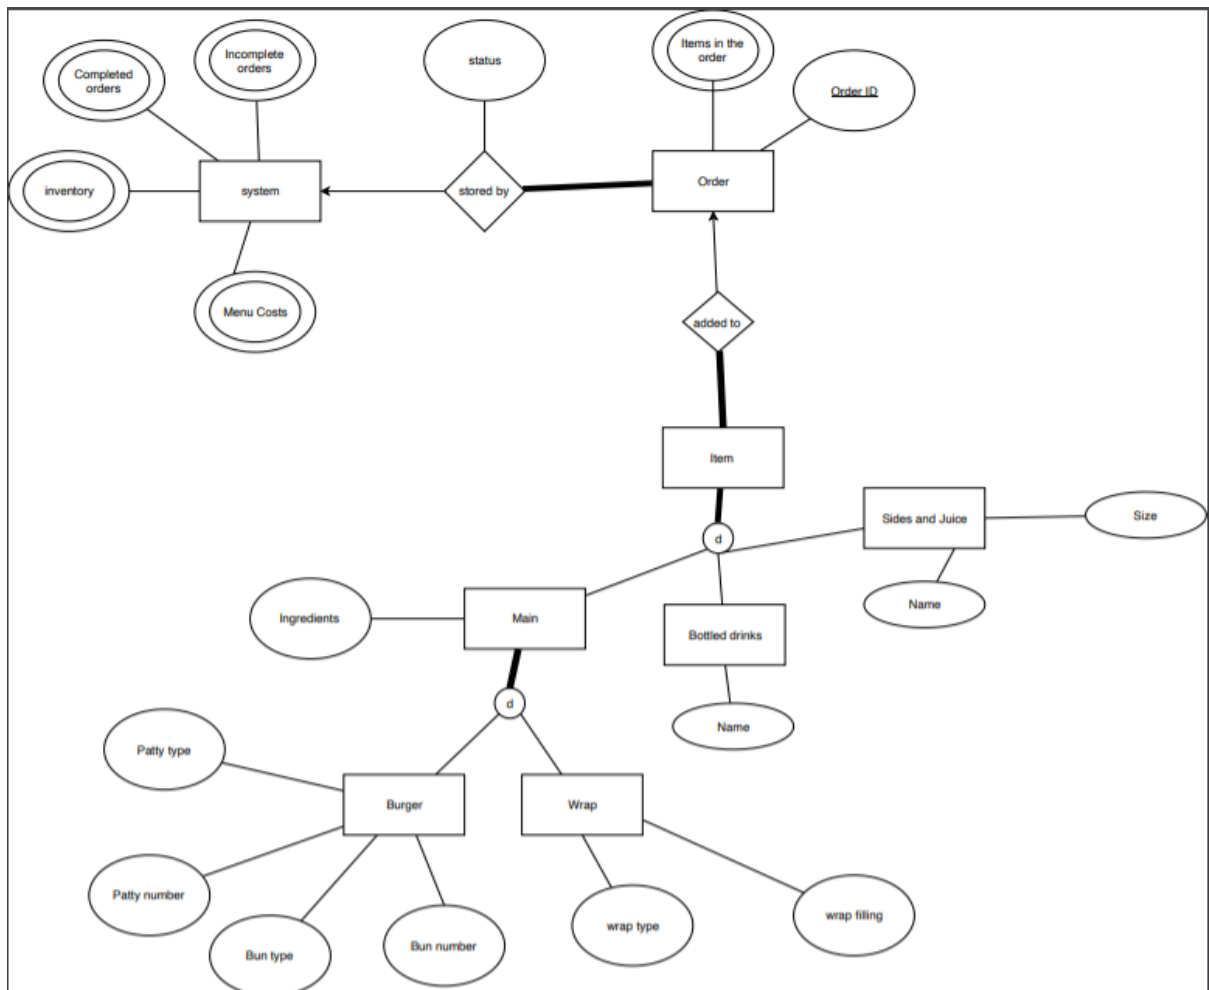 Incomplete
orders
Completed
orders
status
Items in the
order
Order ID
inventory
system
stored by
Order
Menu Costs
added to
Item
d
Sides and Juice
Size
Name
Ingredients
Main
Bottled drinks
d
Name
Patty type
Burger
Wrap
Patty number
Bun type
Bun number
wrap type
wrap filling